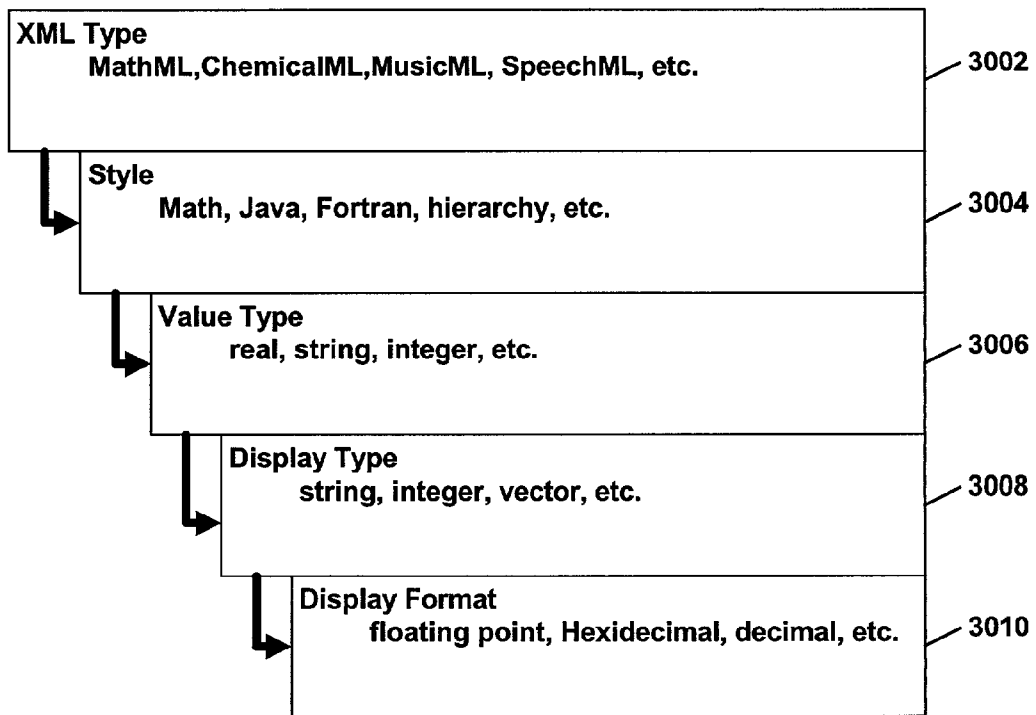 XML Type
MathML,ChemicalML,MusicML, SpeechML, etc.
3002
Style
Math, Java, Fortran, hierarchy, etc.
3004
Value Type
real, string, integer, etc.
3006
Display Type
string, integer, vector, etc.
3008
Display Format
floating point, Hexidecimal, decimal, etc.
3010